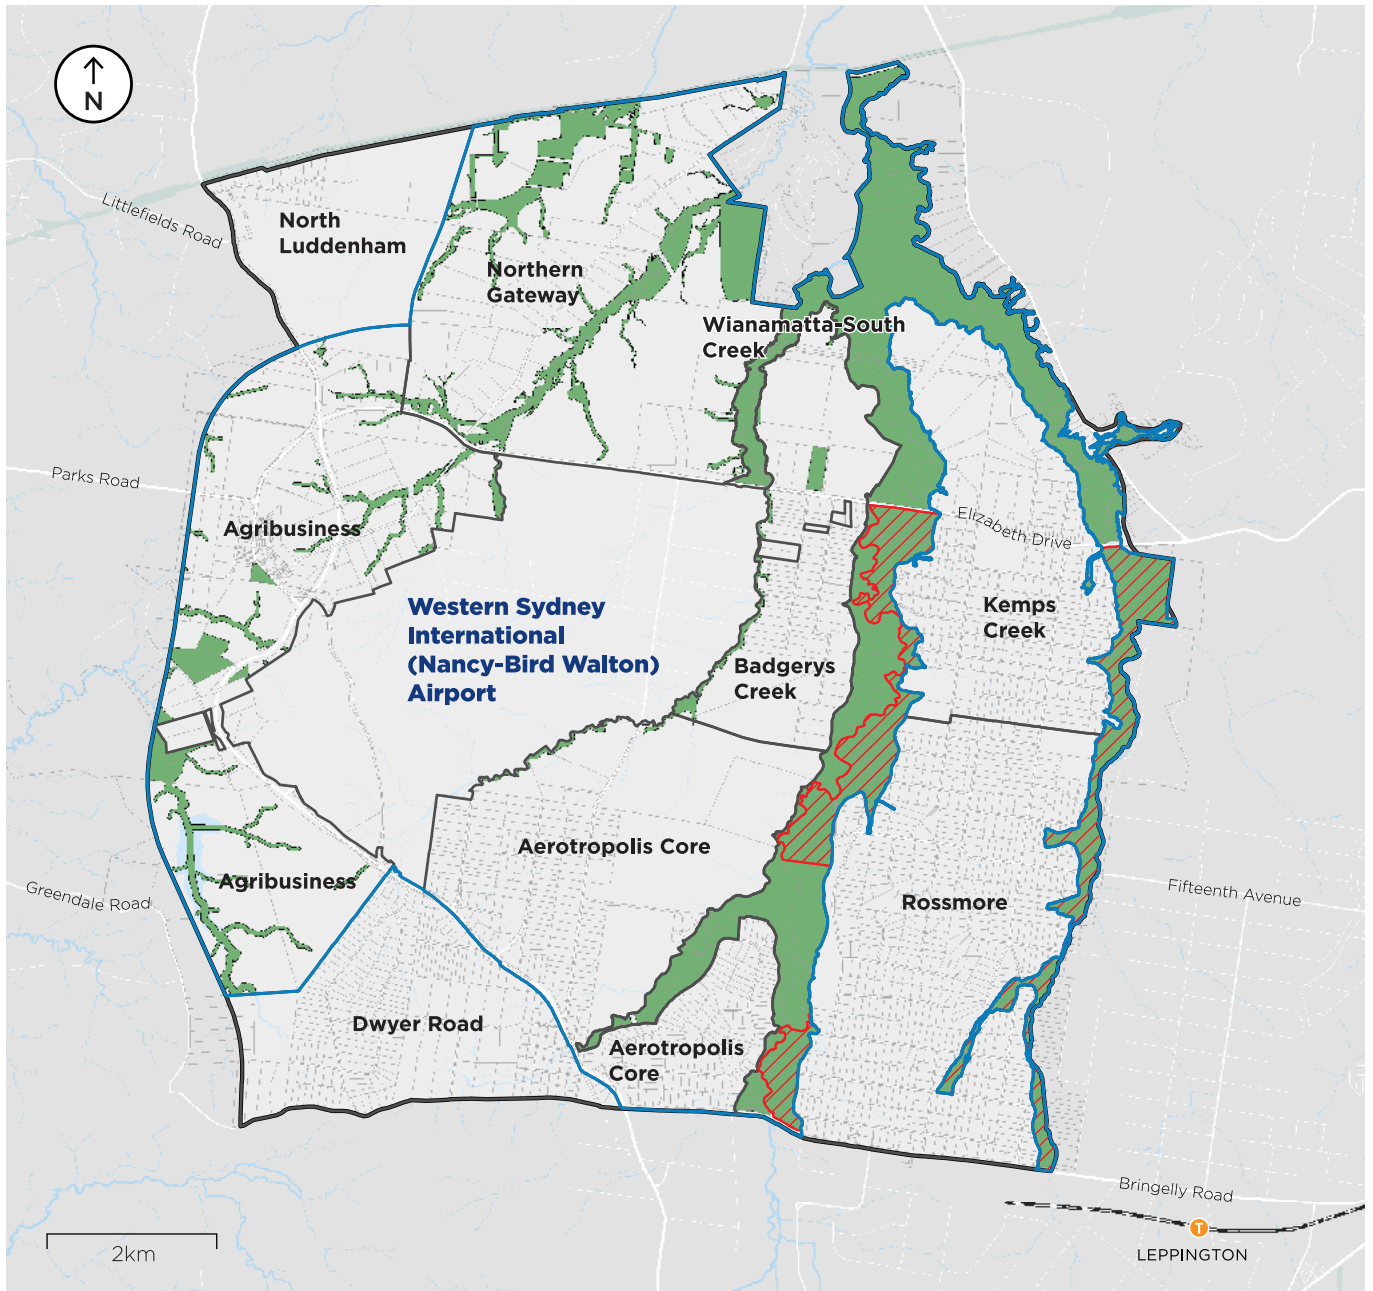 N
Littlefields Road
North
Luddenham
Northern
Gateway
Wianamatta-South
Creek
Parks Road
Agribusiness
Elizabeth Drive
Western Sydney
International
(Nancy-Bird Walton)
Airport
Kemps
Creek
Badgerys
Creek
Aerotropolis Core
Agribusiness
Greendale Road
Fifteenth Avenue
Rossmore
Dwyer Road
Aerotropolis
Core
Bringelly Road
T
LEPPINGTON
2km